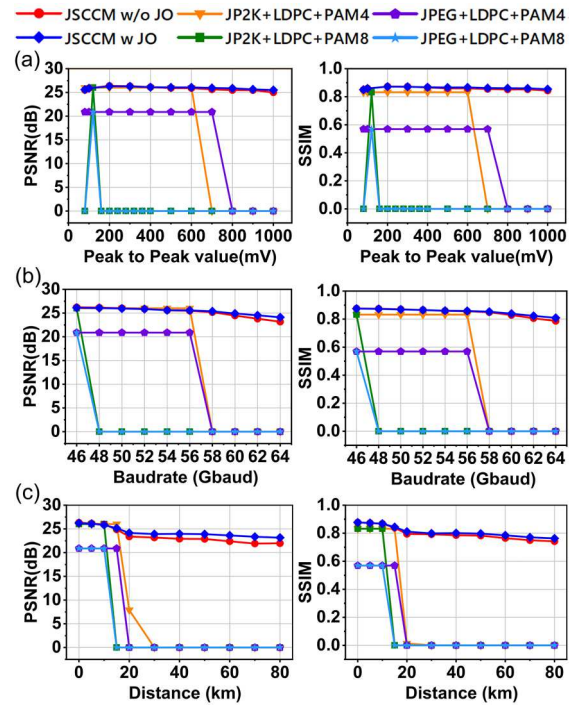 JSCCM w/o JO JP2K+LDPC+PAM4 JPEG+LDPC+PAM4
JSCCM w JO JP2K+LDPC+PAM8 JPEG+LDPC+PAM8
(a)
PSNR(dB)
30
25
20
15
10
5
0
0 200 400 600 800 1000
Peak to Peak value(mV)
SSIM
1.0
0.8
0.6
0.4
0.2
0.0
0 200 400 600 800 1000
Peak to Peak value(mV)
(b)
PSNR(dB)
30
25
20
15
10
5
0
46 48 50 52 54 56 58 60 62 64
Baudrate (Gbaud)
SSIM
1.0
0.8
0.6
0.4
0.2
0.0
46 48 50 52 54 56 58 60 62 64
Baudrate (Gbaud)
(c)
PSNR(dB)
30
25
20
15
10
5
0
0 20 40 60 80
Distance (km)
SSIM
1.0
0.8
0.6
0.4
0.2
0.0
0 20 40 60 80
Distance (km)